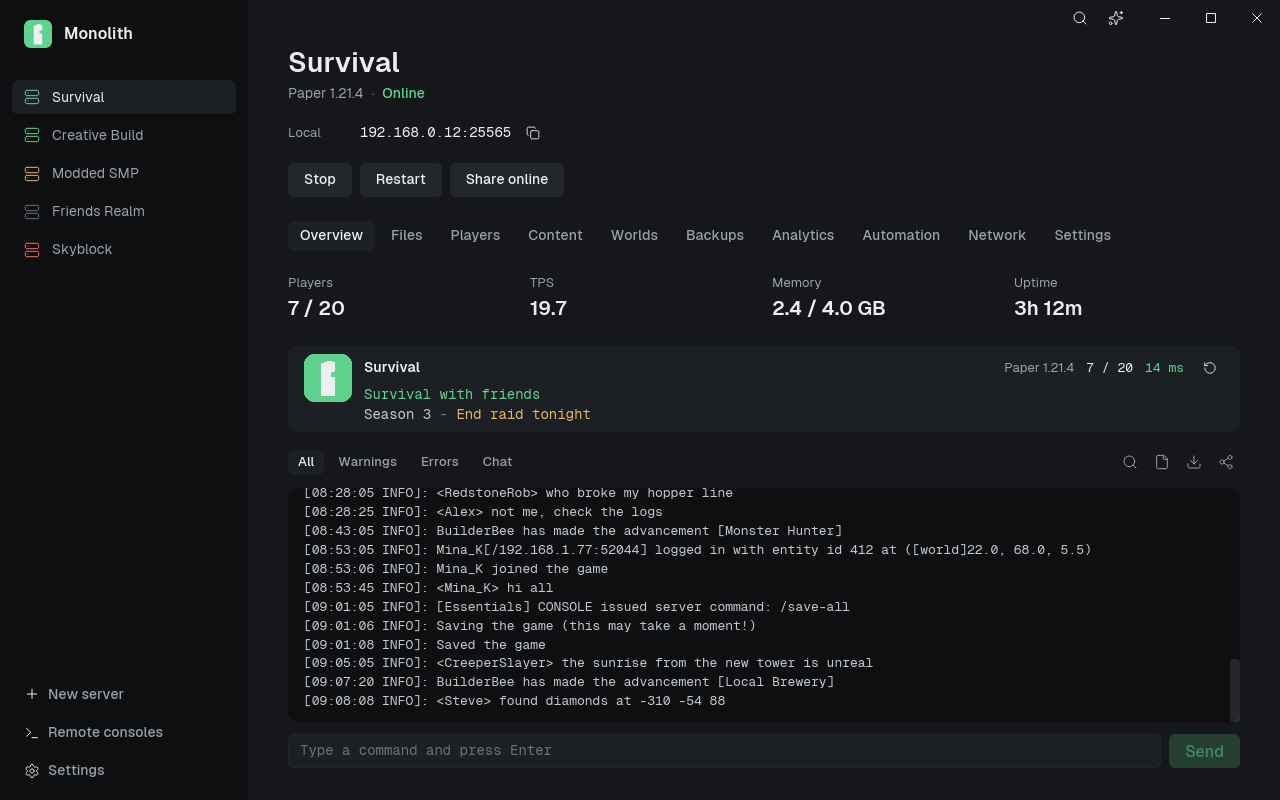 Monolith
Survival
Creative Build
Modded SMP
Friends Realm
Skyblock
New server
Remote consoles
Settings
Survival
Paper 1.21.4 · Online
Local 192.168.0.12:25565
Stop Restart Share online
Overview Files Players Content Worlds Backups Analytics Automation Network Settings
Players TPS Memory Uptime
7 / 20 19.7 2.4 / 4.0 GB 3h 12m
Survival Paper 1.21.4 7 / 20 14 ms
Survival with friends
Season 3 - End raid tonight
All Warnings Errors Chat
[08:28:05 INFO]: <RedstoneRob> who broke my hopper line
[08:28:25 INFO]: <Alex> not me, check the logs
[08:43:05 INFO]: BuilderBee has made the advancement [Monster Hunter]
[08:53:05 INFO]: Mina_K[/192.168.1.77:52044] logged in with entity id 412 at ([world]22.0, 68.0, 5.5)
[08:53:06 INFO]: Mina_K joined the game
[08:53:45 INFO]: <Mina_K> hi all
[09:01:05 INFO]: [Essentials] CONSOLE issued server command: /save-all
[09:01:06 INFO]: Saving the game (this may take a moment!)
[09:01:08 INFO]: Saved the game
[09:05:05 INFO]: <CreeperSlayer> the sunrise from the new tower is unreal
[09:07:20 INFO]: BuilderBee has made the advancement [Local Brewery]
[09:08:08 INFO]: <Steve> found diamonds at -310 -54 88
Type a command and press Enter Send